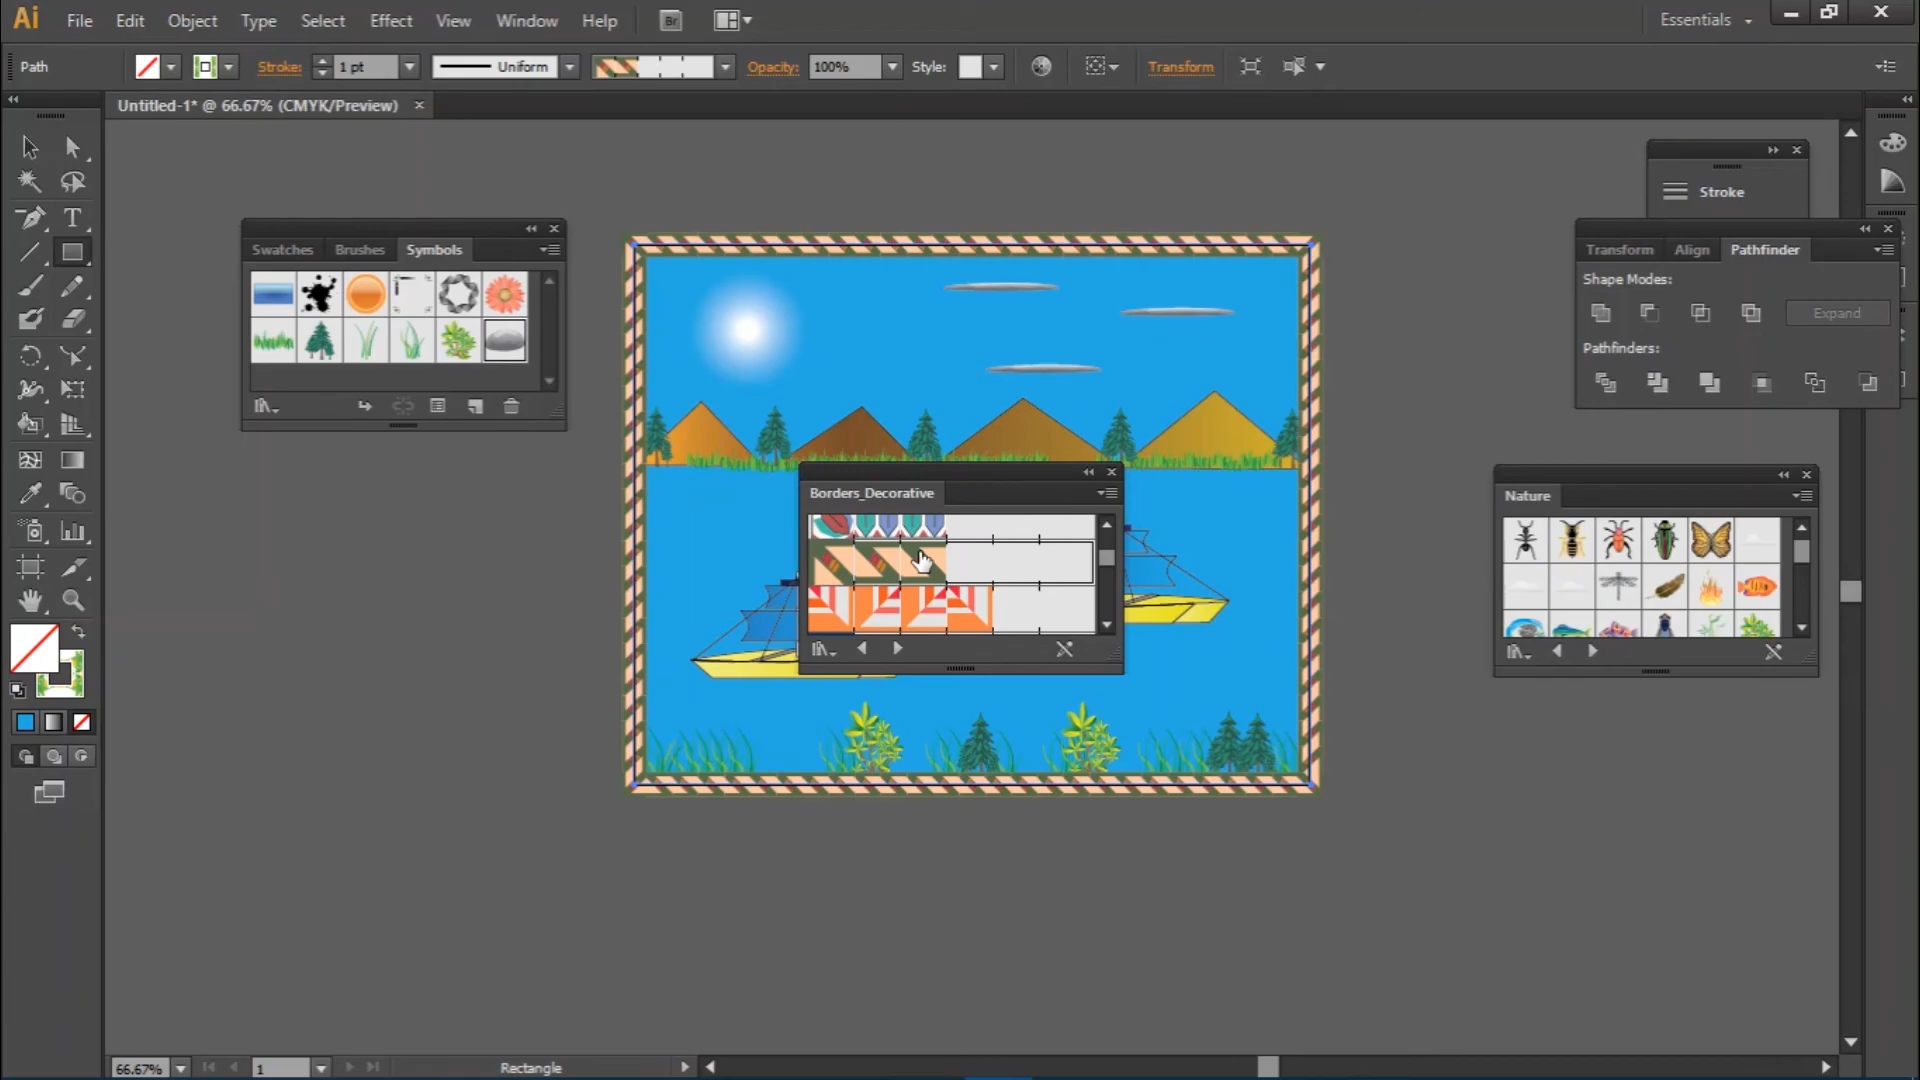 Ai File Edit Object Type Select Effect View Window Help Br Essentials
Path Stroke: 1 pt Uniform Opacity: 100% Style: Transform
Untitled-1* @ 66.67% (CMYK/Preview)
Stroke
Swatches Brushes Symbols
Transform Align Pathfinder
Shape Modes:
Expand
Pathfinders:
Borders_Decorative
Nature
66.67% 1 Rectangle